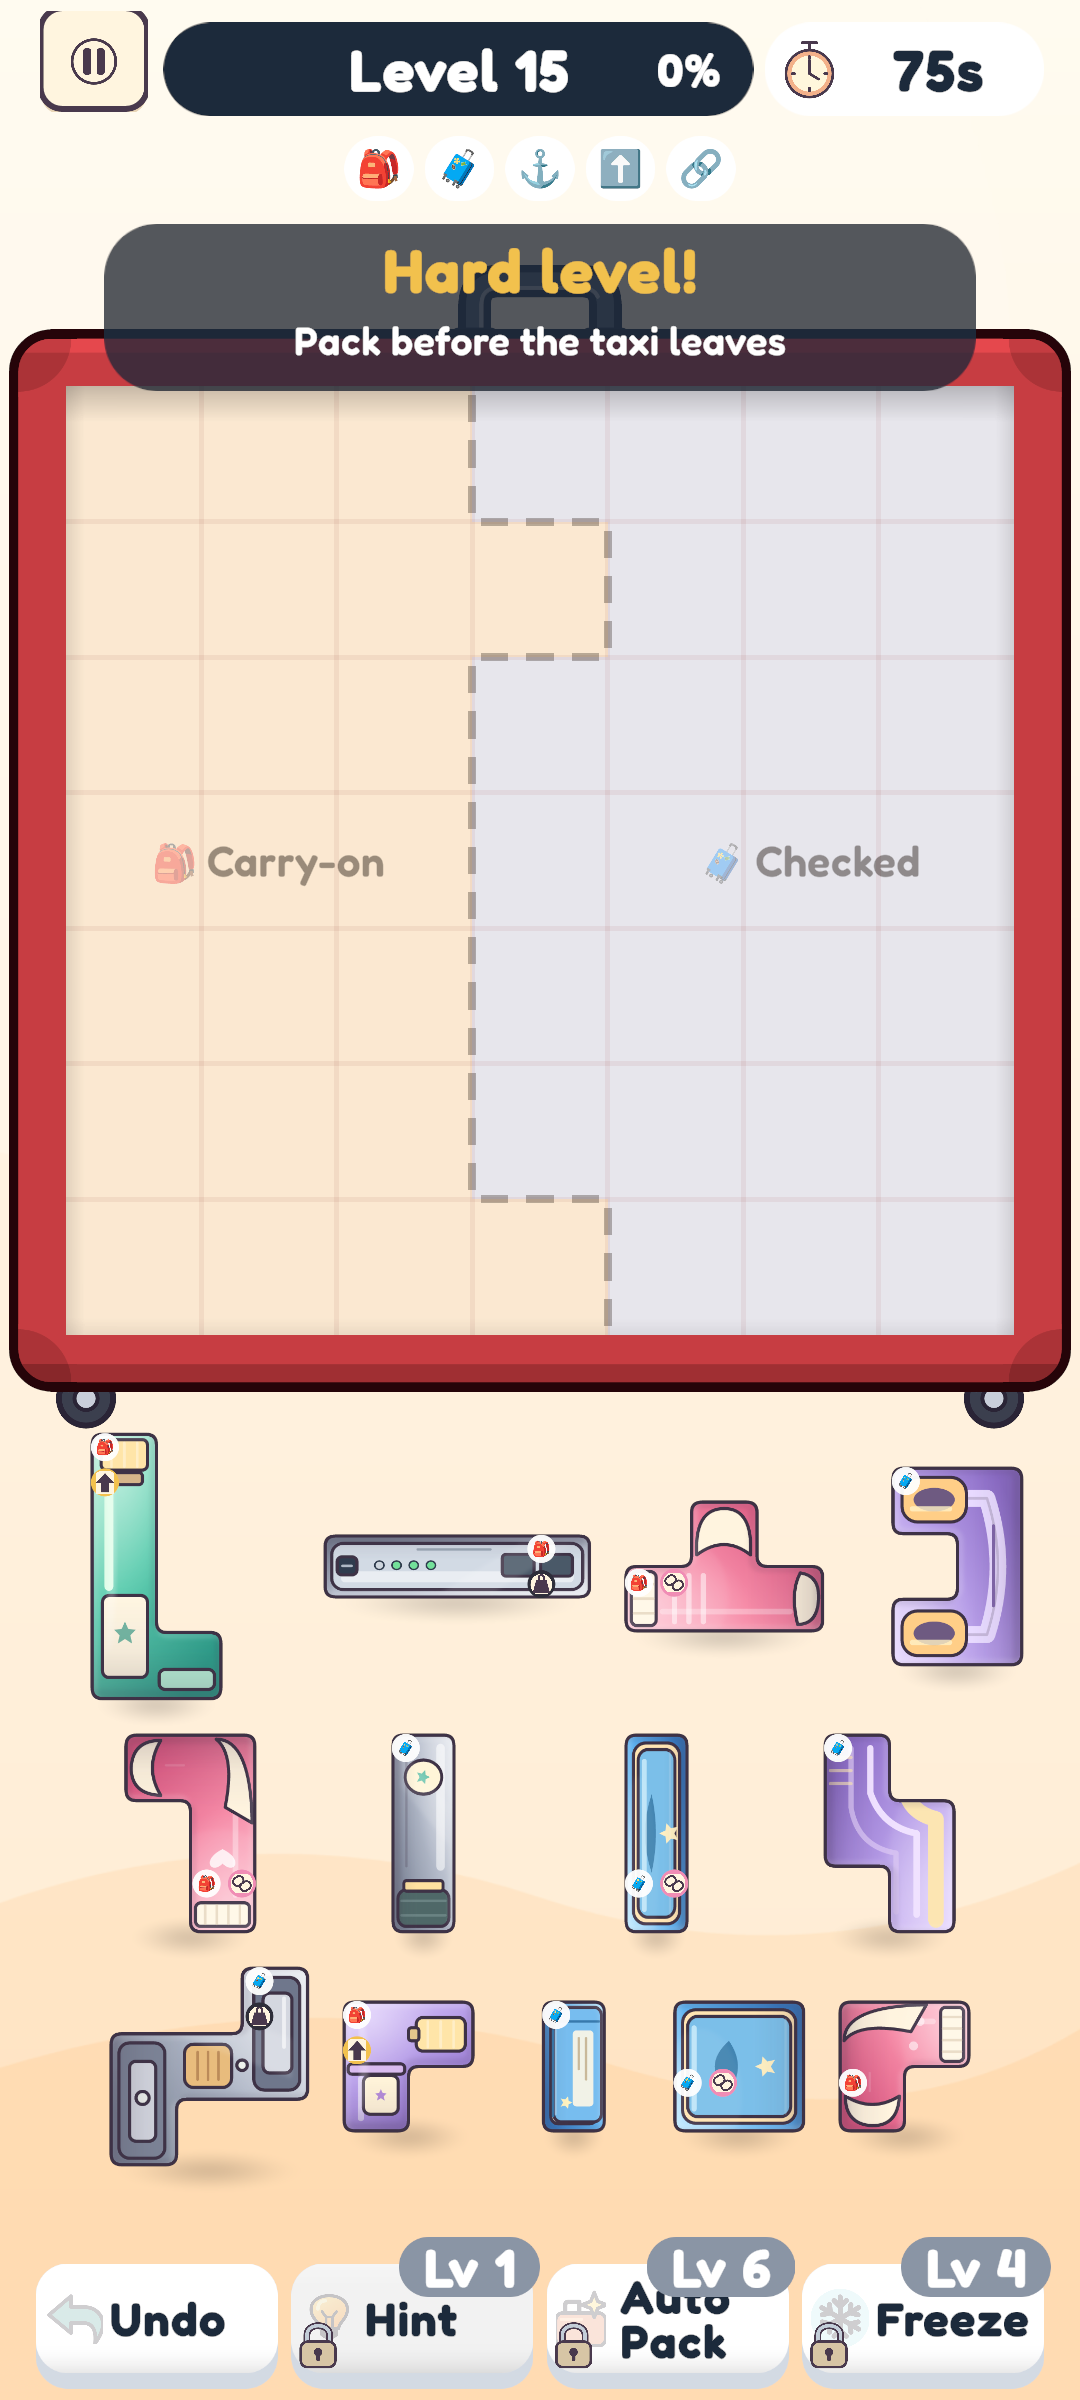 Level 15 0% 75s
Hard level!
Pack before the taxi leaves
Carry-on Checked
Lv 1 Lv 6 Lv 4
Undo Hint Auto Pack Freeze